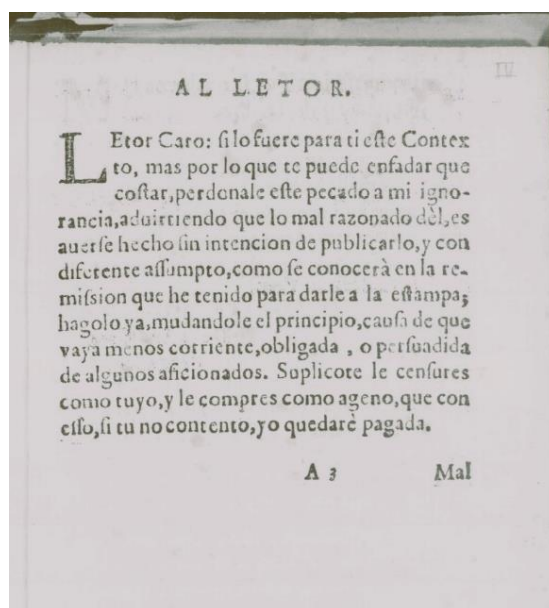 IV
AL LETOR.
LEtor Caro: si lo fuere para ti este Contex
to, mas por lo que te puede enfadar que
costar, perdonale este pecado a mi igno-
rancia, aduirtiendo que lo mal razonado dèl, es
auerse hecho sin intencion de publicarlo, y con
diferente assumpto, como se conocerà en la re-
mission que he tenido para darle a la estampa;
hagolo ya, mudandole el principio, causa de que
vaya menos corriente, obligada , o persuadida
de algunos aficionados. Suplicote le censures
como tuyo, y le compres como ageno, que con
esso, si tu no contento, yo quedarè pagada.
A 3 Mal